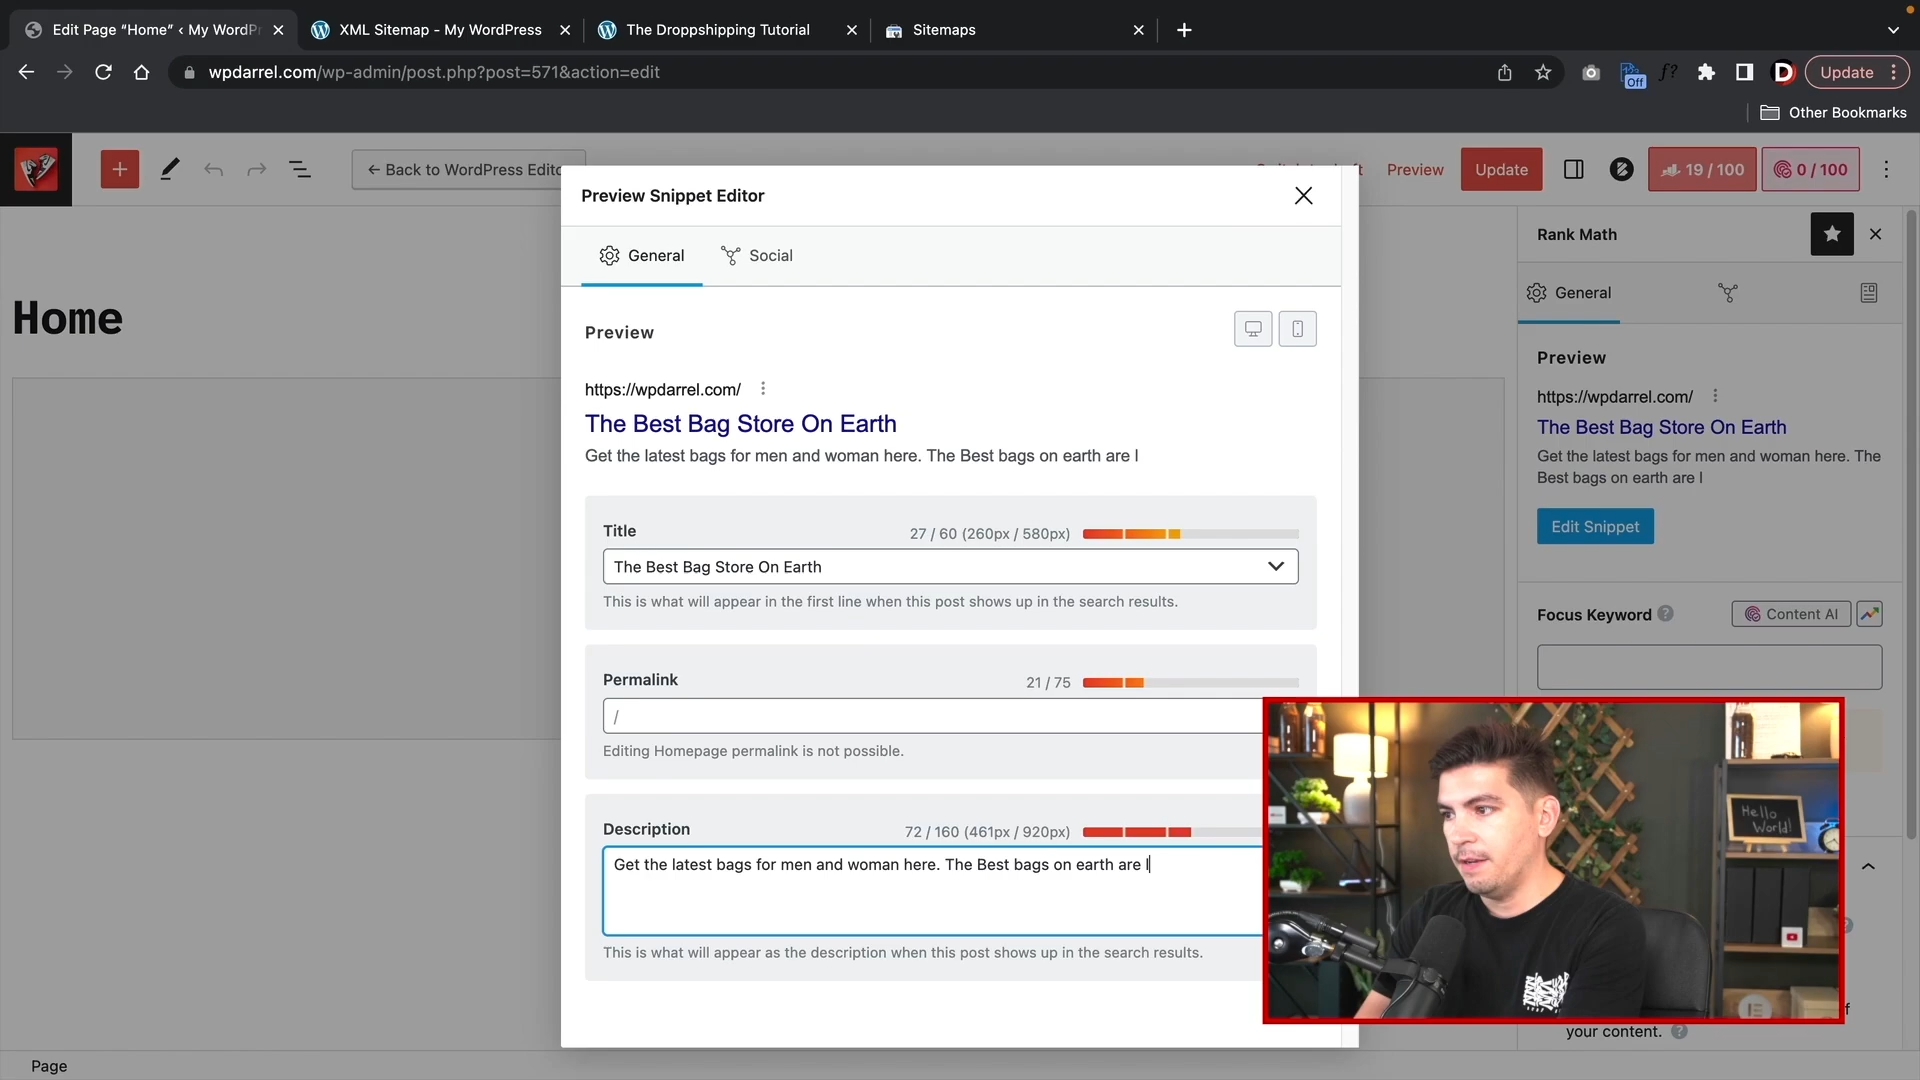 Edit Page “Home” ‹ My WordPr
XML Sitemap - My WordPress
The Droppshipping Tutorial
Sitemaps
wpdarrel.com/wp-admin/post.php?post=571&action=edit
Off
f?
D
Update
Other Bookmarks
← Back to WordPress Edito
Preview
Update
19 / 100
0 / 100
Preview Snippet Editor
General
Social
Preview
https://wpdarrel.com/
The Best Bag Store On Earth
Get the latest bags for men and woman here. The Best bags on earth are l
Title
27 / 60 (260px / 580px)
The Best Bag Store On Earth
This is what will appear in the first line when this post shows up in the search results.
Permalink
21 / 75
/
Editing Homepage permalink is not possible.
Description
72 / 160 (461px / 920px)
Get the latest bags for men and woman here. The Best bags on earth are l
This is what will appear as the description when this post shows up in the search results.
Home
Rank Math
General
Preview
https://wpdarrel.com/
The Best Bag Store On Earth
Get the latest bags for men and woman here. The
Best bags on earth are l
Edit Snippet
Focus Keyword
Content AI
Hello
World!
your content.
Page